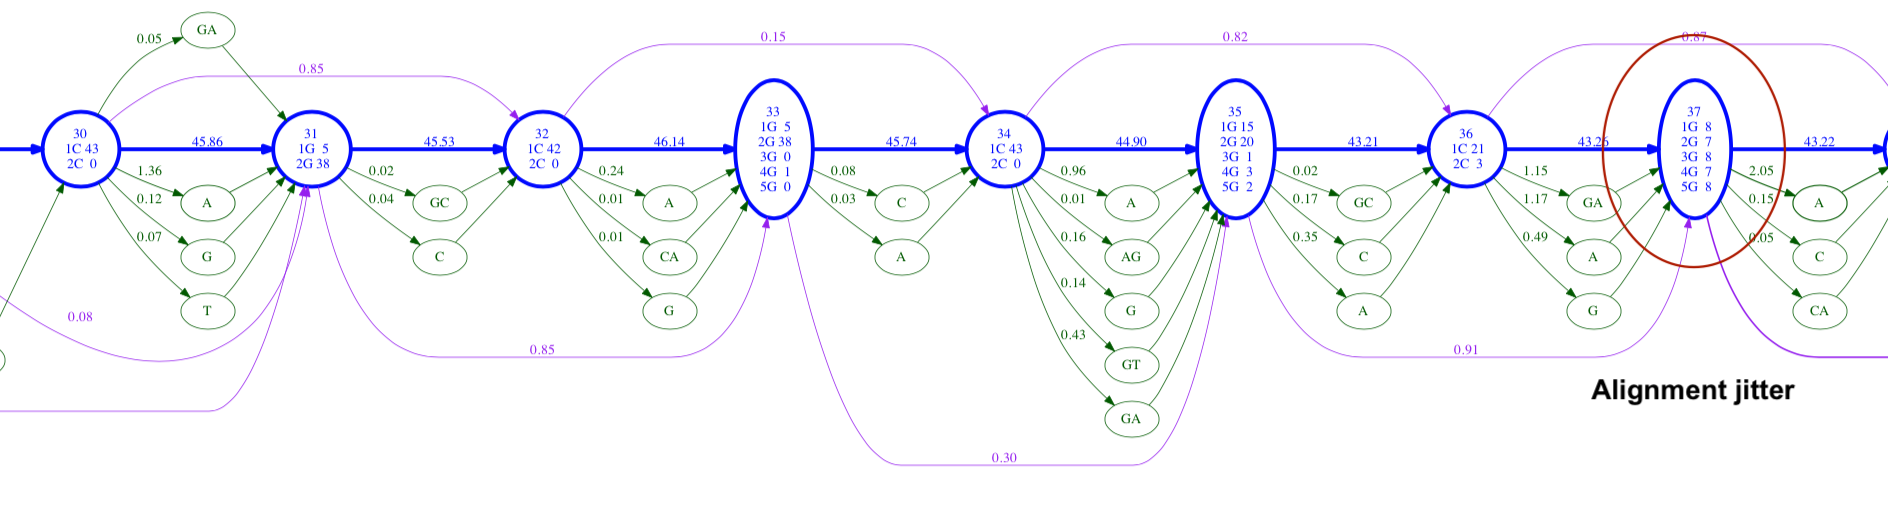 GA
0.05
0.85
0.15
0.82
0.87
30
1C 43
2C 0
45.86
31
1G 5
2G 38
45.53
32
1C 42
2C 0
46.14
33
1G 5
2G 38
3G 0
4G 1
5G 0
45.74
34
1C 43
2C 0
44.90
35
1G 15
2G 20
3G 1
4G 3
5G 2
43.21
36
1C 21
2C 3
43.26
37
1G 8
2G 7
3G 8
4G 7
5G 8
43.22
1.36
0.12
0.07
A
G
T
0.02
0.04
GC
C
0.24
0.01
0.01
A
CA
G
0.08
0.03
C
A
0.96
0.01
0.16
0.14
0.43
A
AG
G
GT
GA
0.02
0.17
0.35
GC
C
A
1.15
1.17
0.49
GA
A
G
2.05
0.15
0.05
A
C
CA
0.08
0.85
0.30
0.91
Alignment jitter